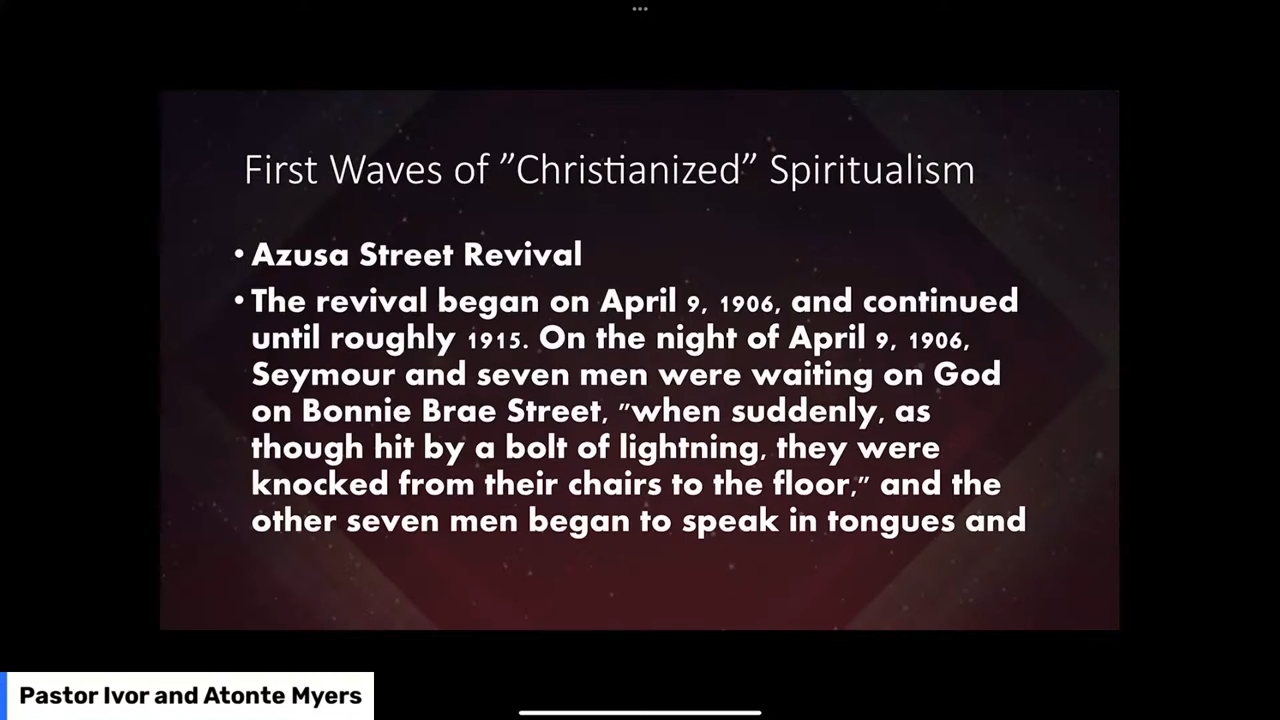 First Waves of ”Christianized” Spiritualism
• Azusa Street Revival
• The revival began on April 9, 1906, and continued
until roughly 1915. On the night of April 9, 1906,
Seymour and seven men were waiting on God
on Bonnie Brae Street, ”when suddenly, as
though hit by a bolt of lightning, they were
knocked from their chairs to the floor,” and the
other seven men began to speak in tongues and
Pastor Ivor and Atonte Myers